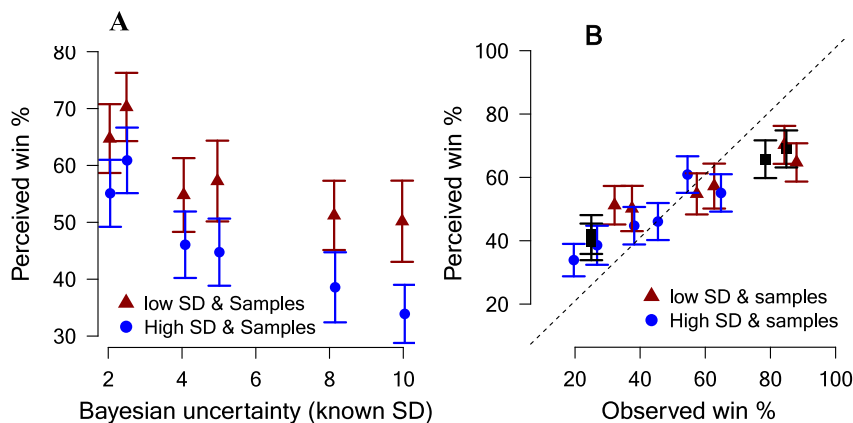 A
Perceived win %
80
70
60
50
40
30
low SD & Samples
High SD & Samples
2
4
6
8
10
Bayesian uncertainty (known SD)
B
Perceived win %
100
80
60
40
20
low SD & samples
High SD & samples
20
40
60
80
100
Observed win %